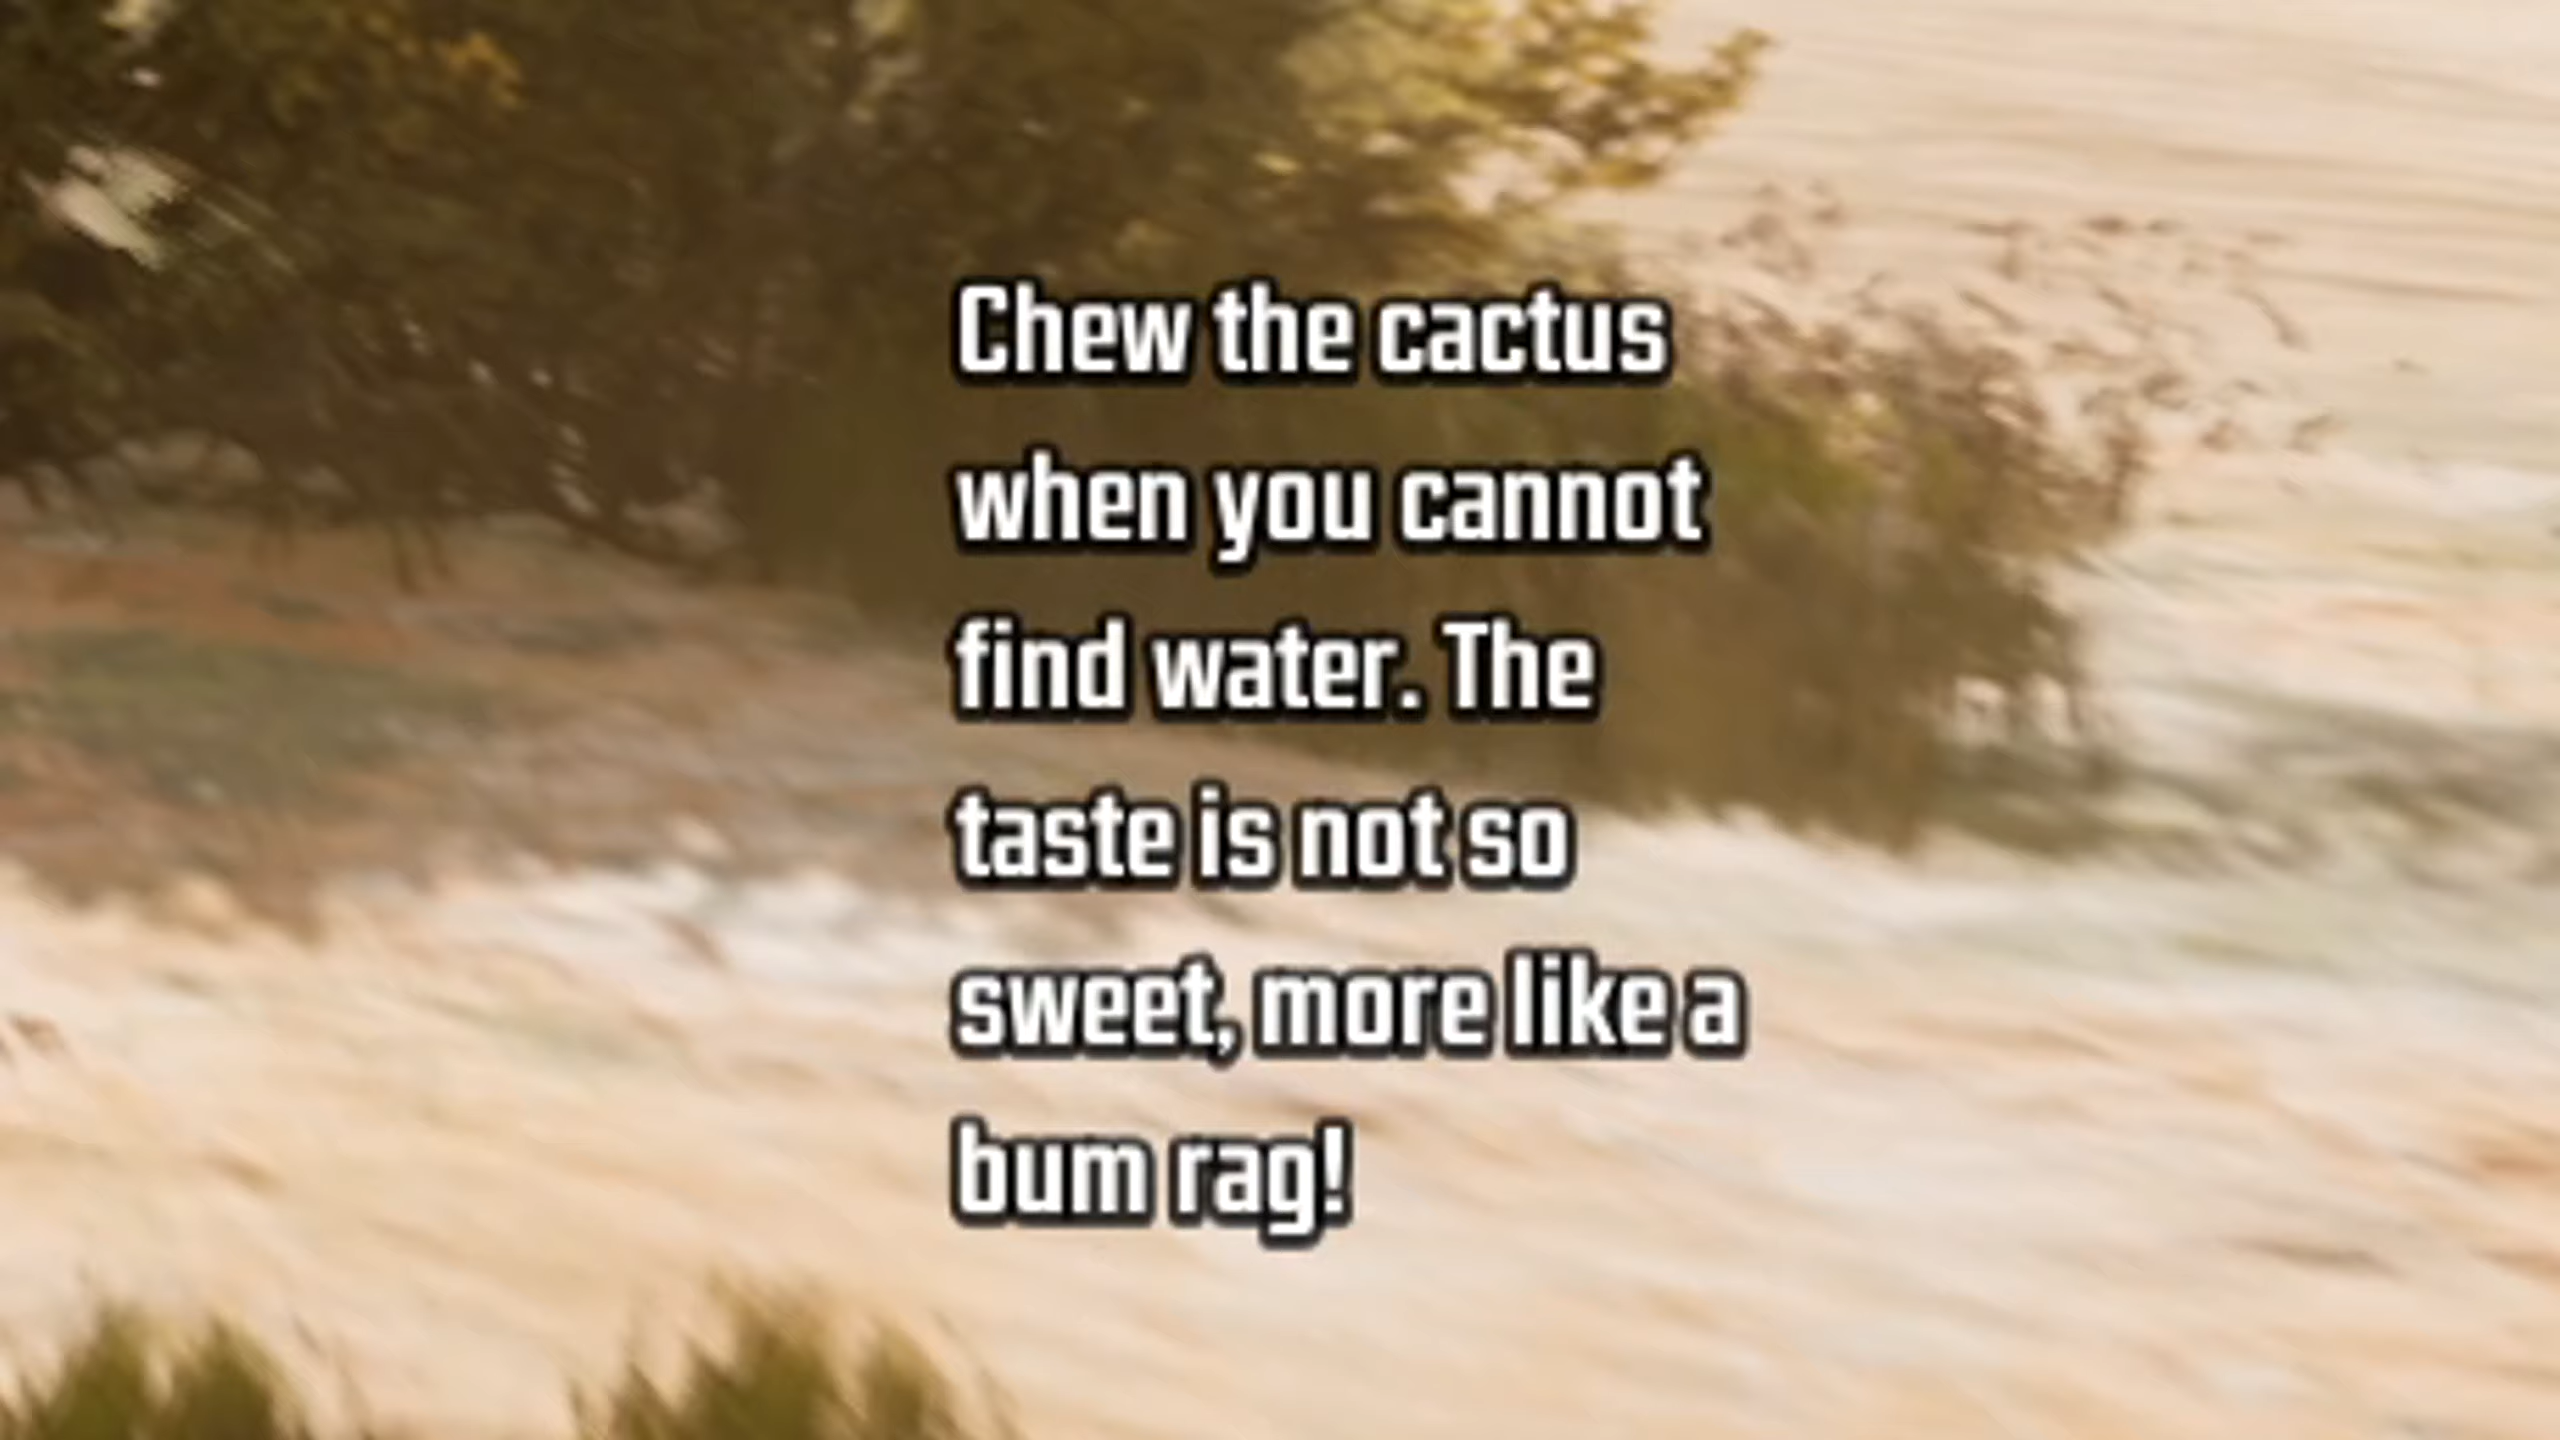 Chew the cactus
when you cannot
find water. The
taste is not so
sweet, more like a
bum rag!